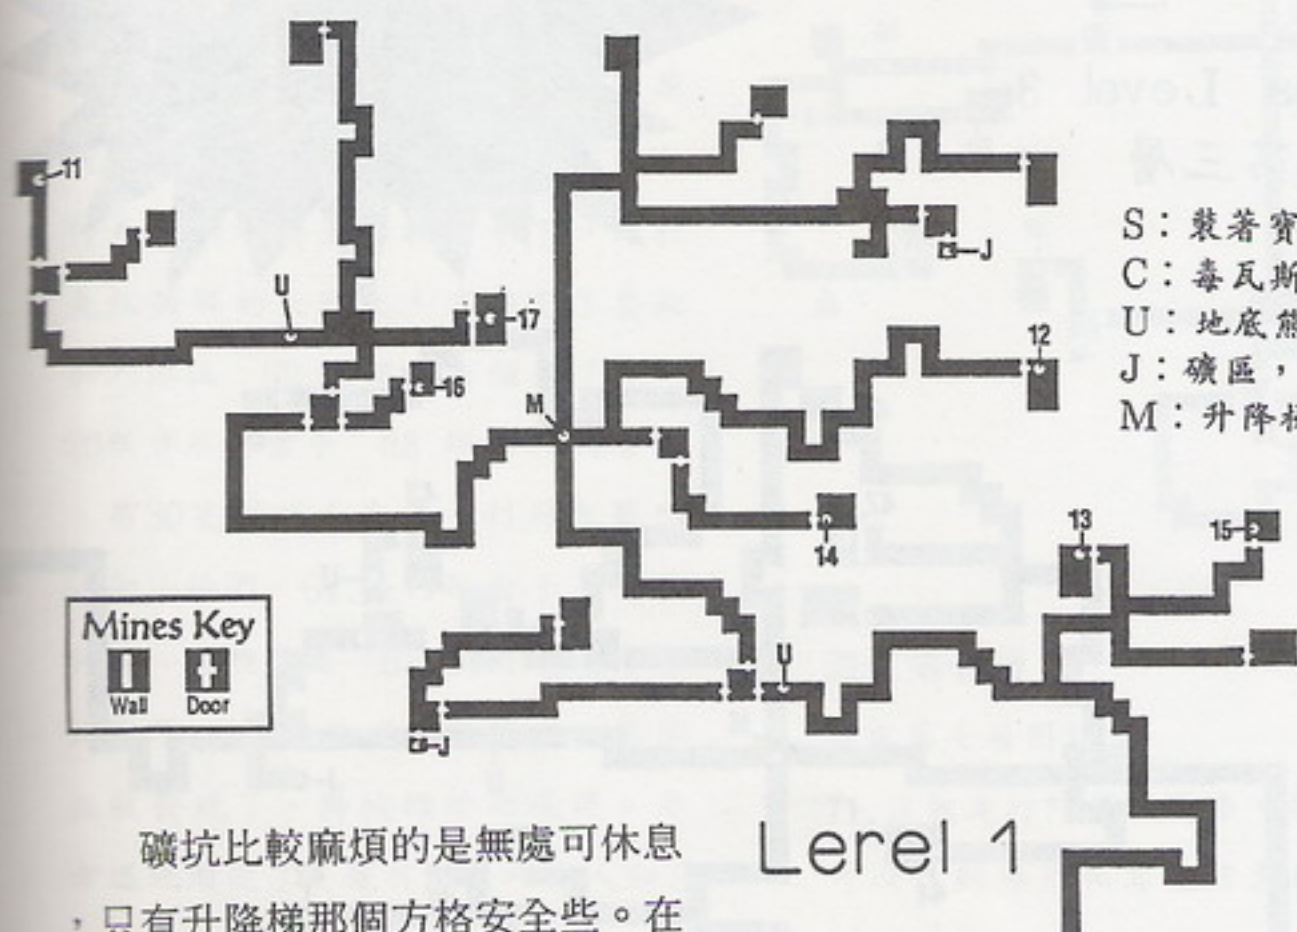 11
U
17
16
M
J
12
14
13
15
U
J
S：裝著寶
C：毒瓦斯
U：地底熊
J：礦區，
M：升降梯
Mines Key
Wall Door
Lerel 1
礦坑比較麻煩的是無處可休息
，只有升降梯那個方格安全些。在